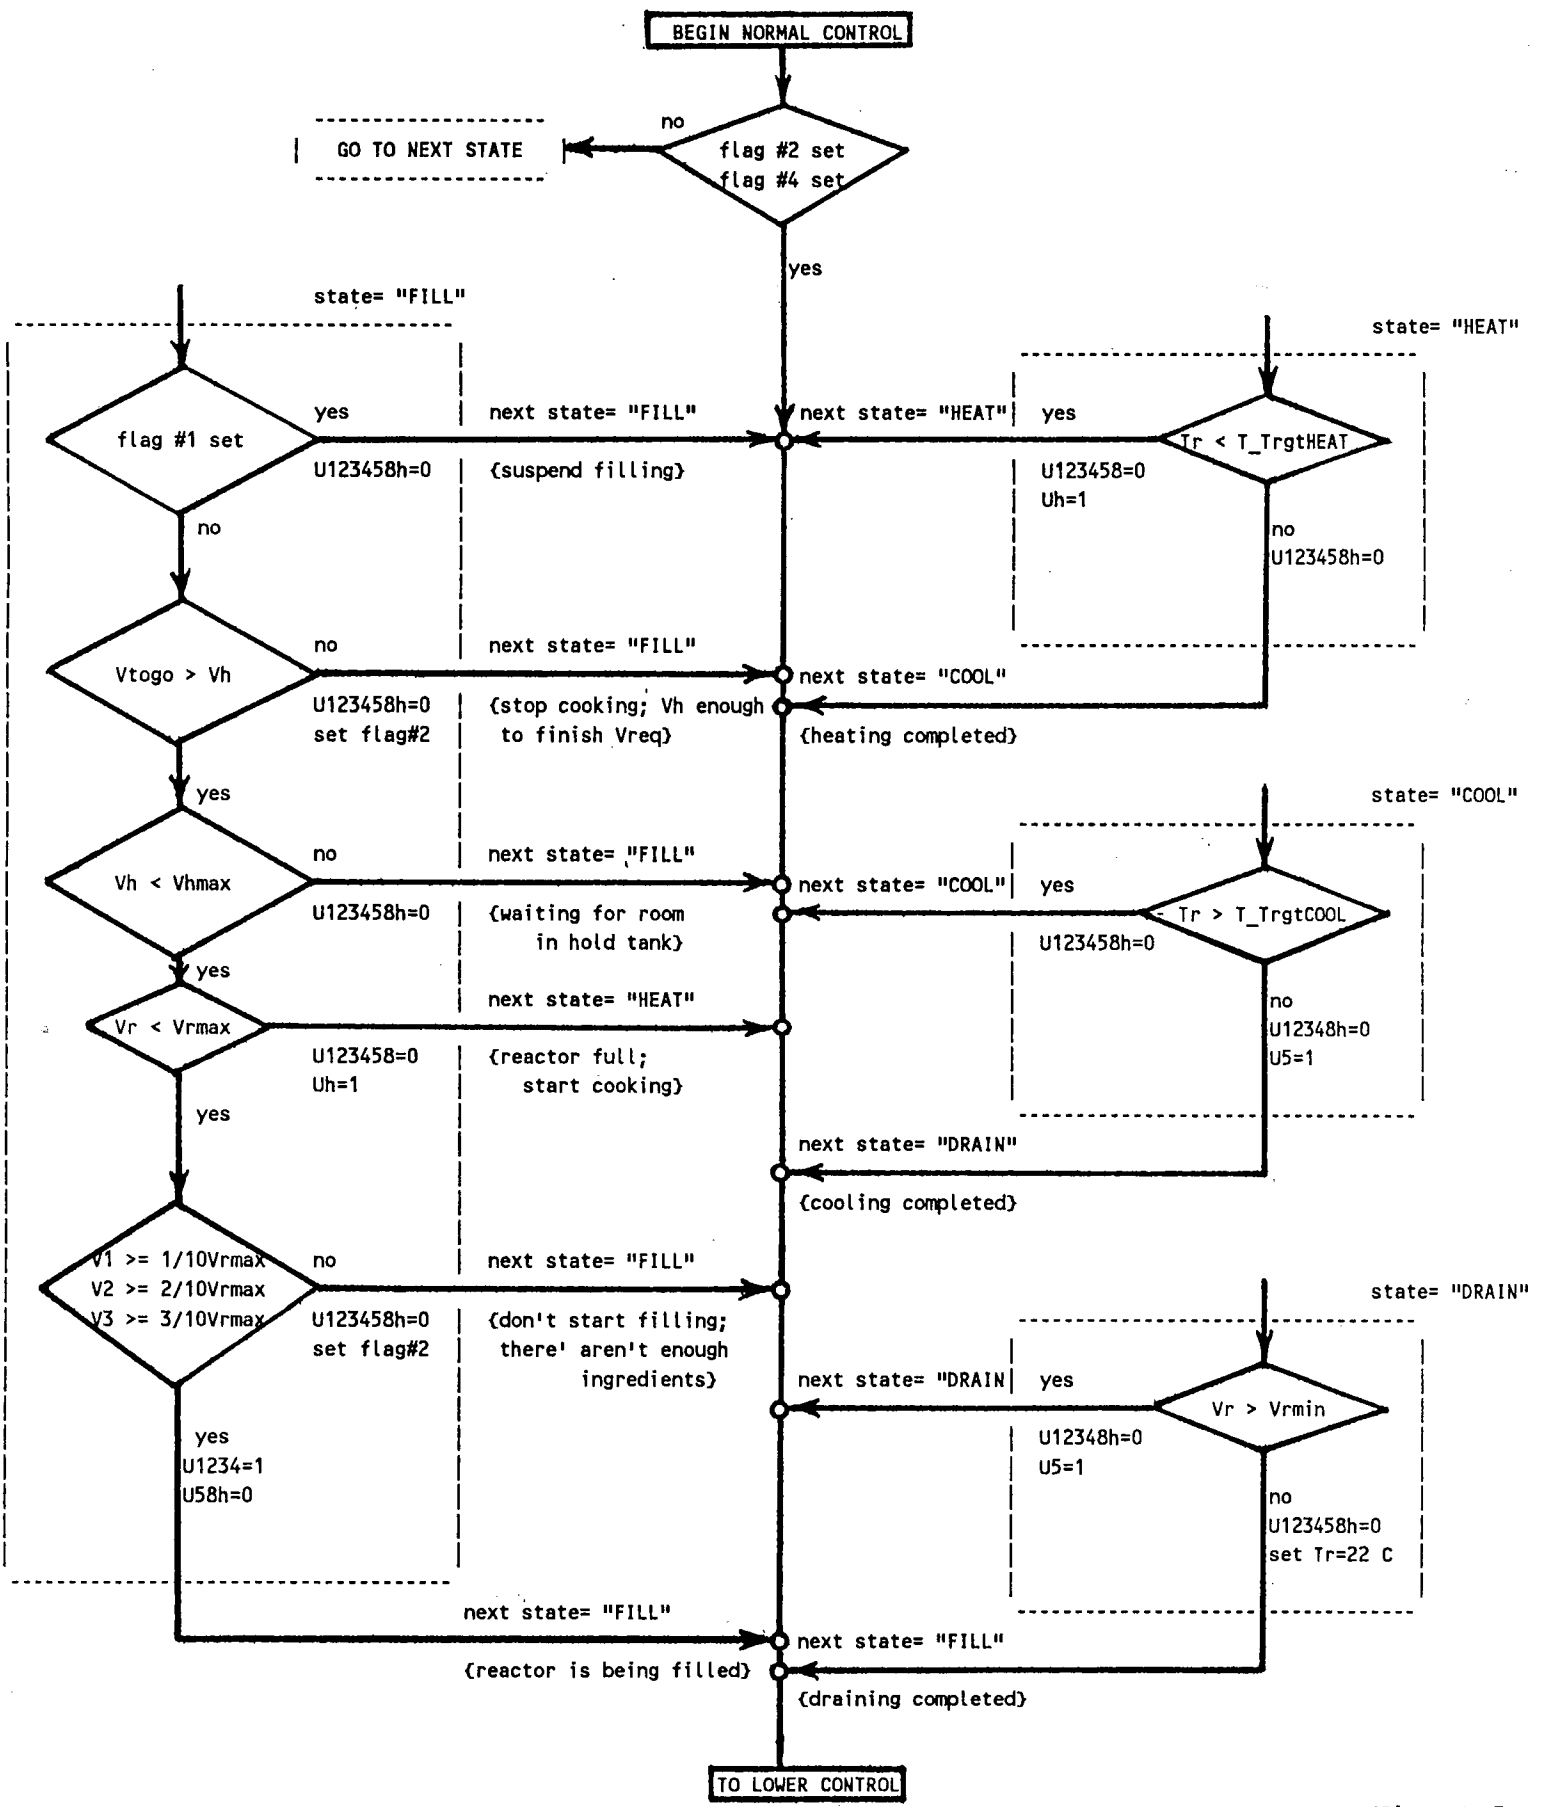 BEGIN NORMAL CONTROL
no
GO TO NEXT STATE
flag #2 set
flag #4 set
yes
state= "FILL"
flag #1 set
yes
next state= "FILL"
U123458h=0
{suspend filling}
no
Vtogo > Vh
no
next state= "FILL"
U123458h=0
set flag#2
{stop cooking; Vh enough
to finish Vreq}
yes
Vh < Vhmax
no
next state= "FILL"
U123458h=0
{waiting for room
in hold tank}
yes
Vr < Vrmax
next state= "HEAT"
U123458=0
Uh=1
{reactor full;
start cooking}
yes
V1 >= 1/10Vrmax
V2 >= 2/10Vrmax
V3 >= 3/10Vrmax
no
next state= "FILL"
U123458h=0
set flag#2
{don't start filling;
there' aren't enough
ingredients}
yes
U1234=1
U58h=0
next state= "FILL"
{reactor is being filled}
state= "HEAT"
next state= "HEAT"
yes
Tr < T_TrgtHEAT
U123458=0
Uh=1
no
U123458h=0
next state= "COOL"
{heating completed}
state= "COOL"
next state= "COOL"
yes
Tr > T_TrgtCOOL
U123458h=0
no
U12348h=0
U5=1
next state= "DRAIN"
{cooling completed}
state= "DRAIN"
next state= "DRAIN
yes
Vr > Vrmin
U12348h=0
U5=1
no
U123458h=0
set Tr=22 C
next state= "FILL"
{draining completed}
TO LOWER CONTROL